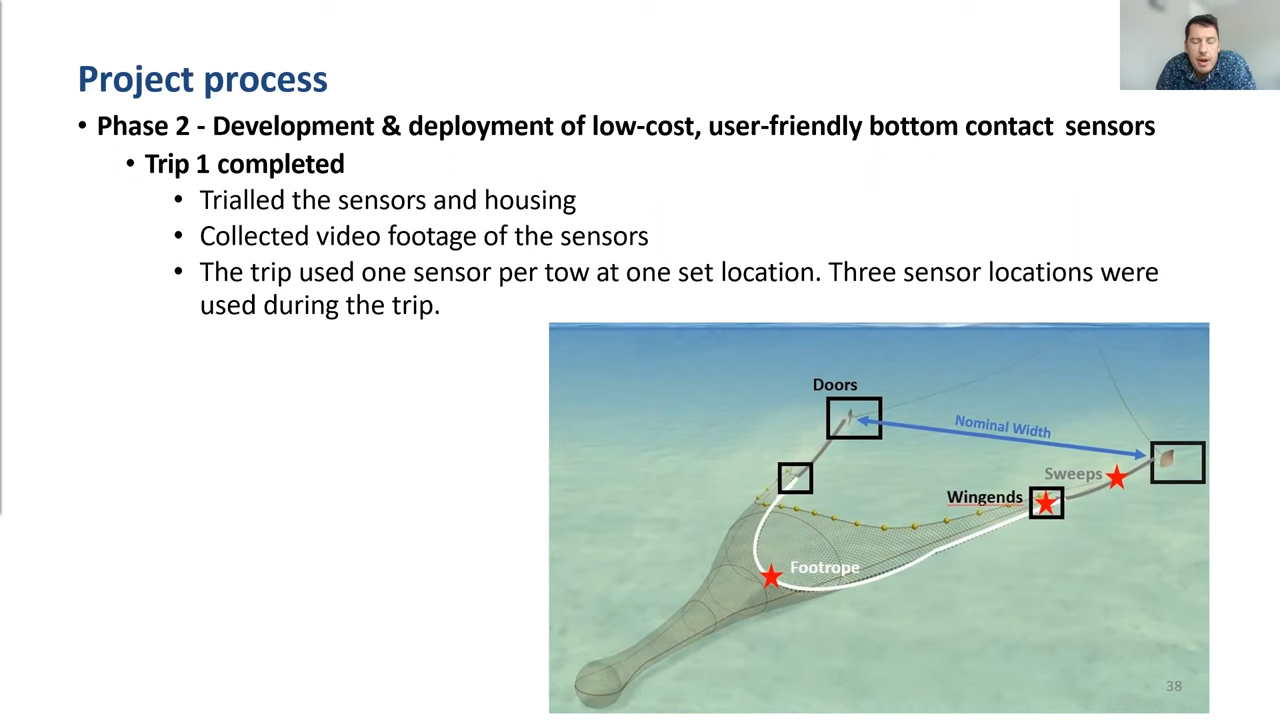 Project process
• Phase 2 - Development & deployment of low-cost, user-friendly bottom contact sensors
• Trip 1 completed
• Trialled the sensors and housing
• Collected video footage of the sensors
• The trip used one sensor per tow at one set location. Three sensor locations were
used during the trip.
Doors
Nominal Width
Sweeps
Wingends
Footrope
38